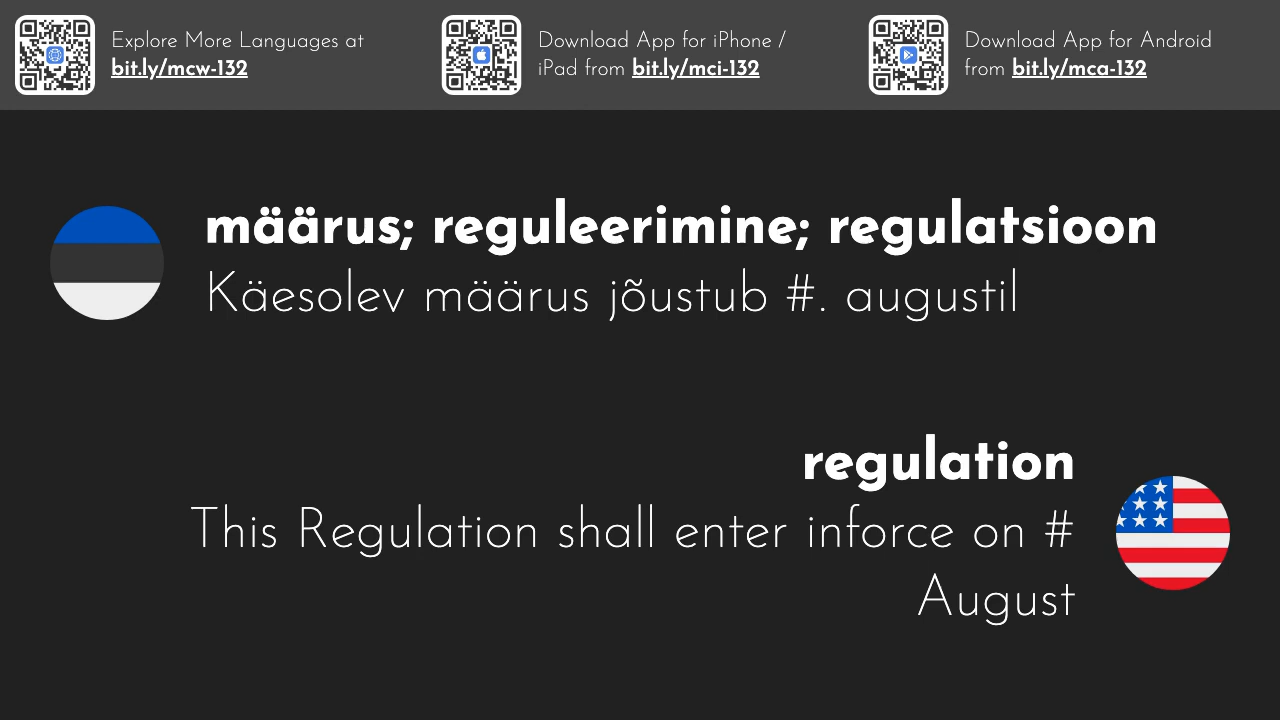 Explore More Languages at
bit.ly/mcw-132
Download App for iPhone /
iPad from bit.ly/mci-132
Download App for Android
from bit.ly/mca-132
määrus; reguleerimine; regulatsioon
Käesolev määrus jõustub #. augustil
regulation
This Regulation shall enter inforce on #
August